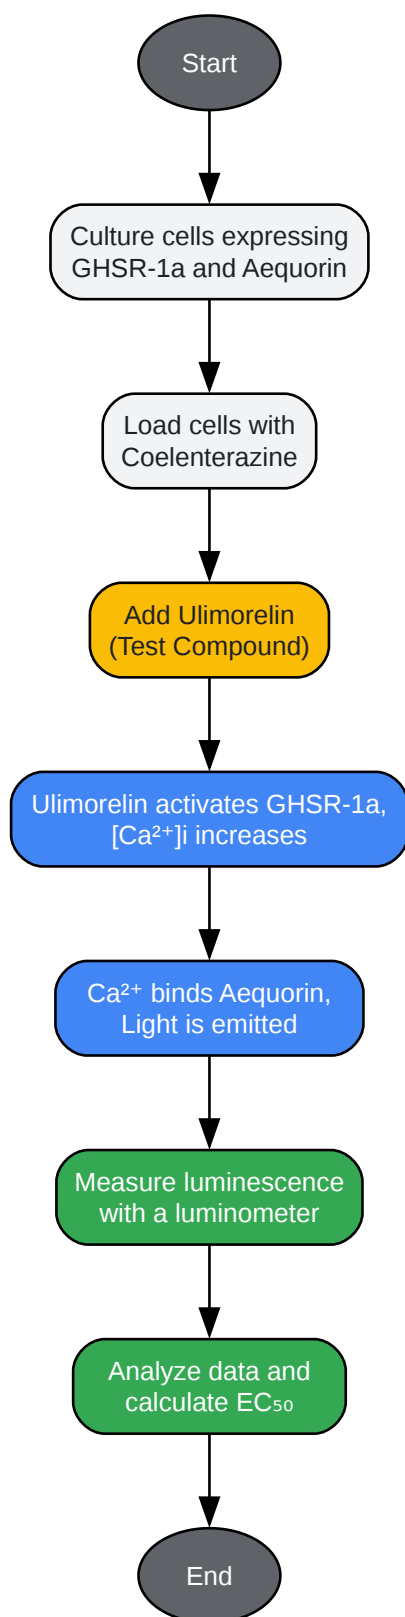 Start
Culture cells expressing
GHSR-1a and Aequorin
Load cells with
Coelenterazine
Add Ulimorelin
(Test Compound)
Ulimorelin activates GHSR-1a,
[Ca²⁺]i increases
Ca²⁺ binds Aequorin,
Light is emitted
Measure luminescence
with a luminometer
Analyze data and
calculate EC₅₀
End